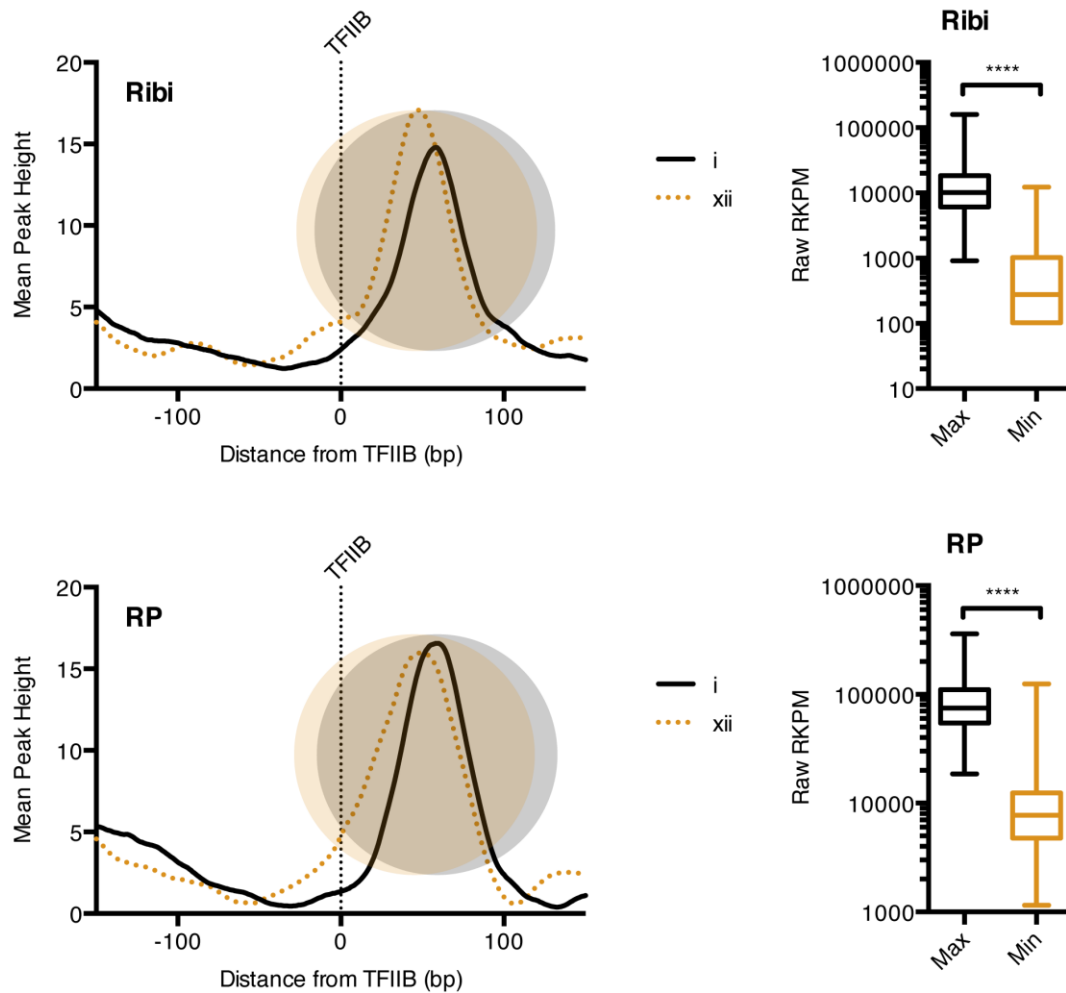 Ribi
TFIIB
20
15
10
5
0
Ribi
Mean Peak Height
-100
0
100
Distance from TFIIB (bp)
i
xii
1000000
100000
10000
1000
100
10
Raw RKPM
****
Max
Min
RP
TFIIB
20
15
10
5
0
RP
Mean Peak Height
-100
0
100
Distance from TFIIB (bp)
i
xii
1000000
100000
10000
1000
Raw RKPM
****
Max
Min